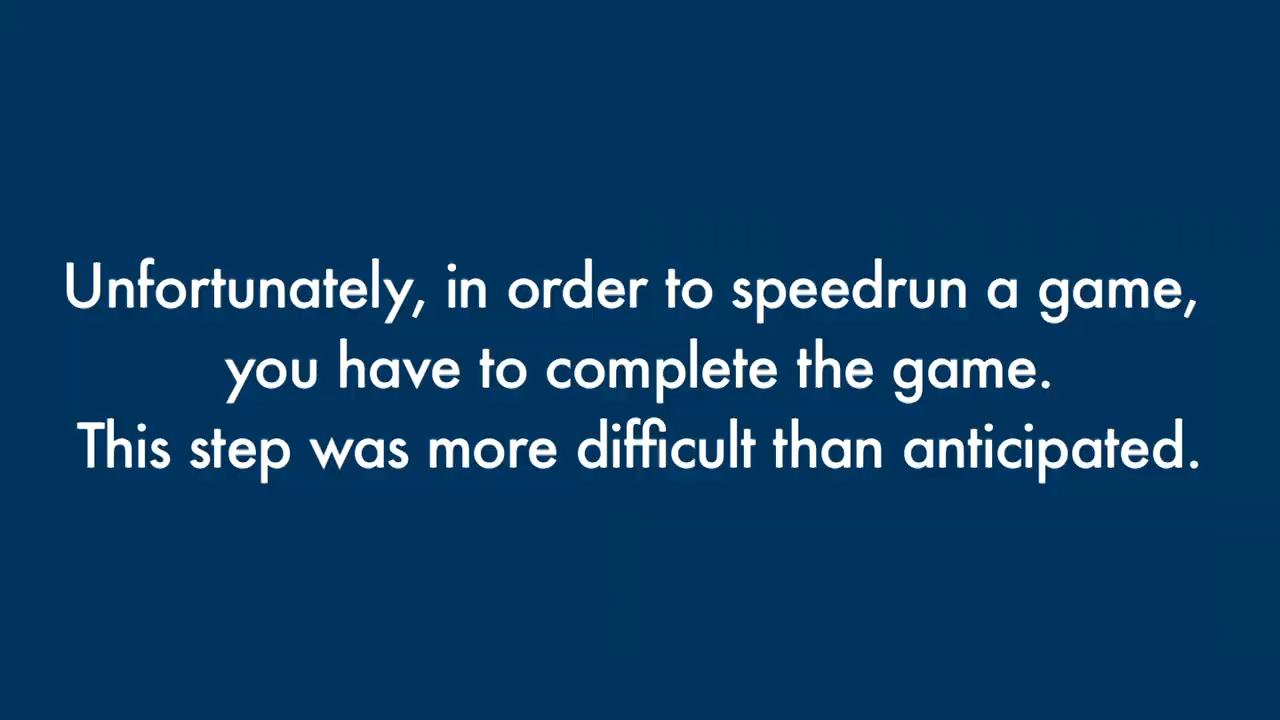 Unfortunately, in order to speedrun a game,
you have to complete the game.
This step was more difficult than anticipated.